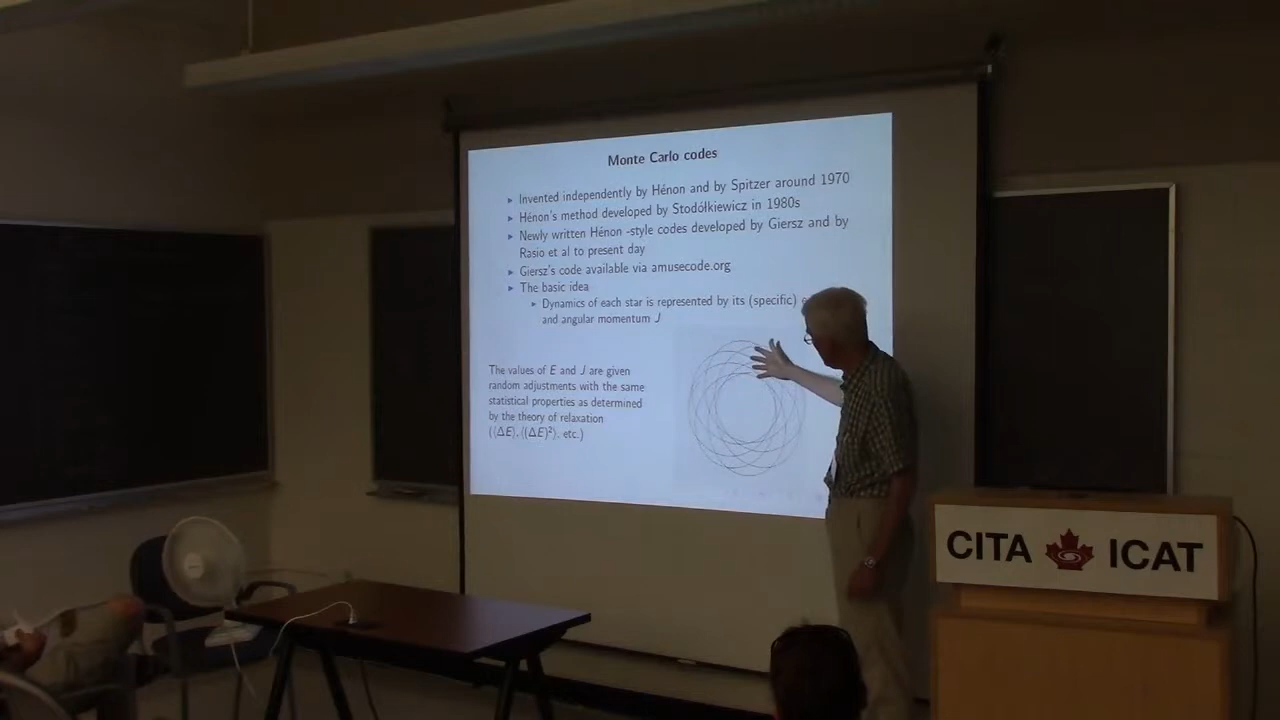 Monte Carlo codes
Invented independently by Hénon and by Spitzer around 1970
Hénon's method developed by Stodółkiewicz in 1980s
Newly written Hénon -style codes developed by Giersz and by
Rasio et al to present day
Giersz's code available via amusecode.org
The basic idea
Dynamics of each star is represented by its (specific)
and angular momentum J
The values of E and J are given
random adjustments with the same
statistical properties as determined
by the theory of relaxation
(⟨ΔE⟩, ⟨(ΔE)²⟩, etc.)
CITA ICAT